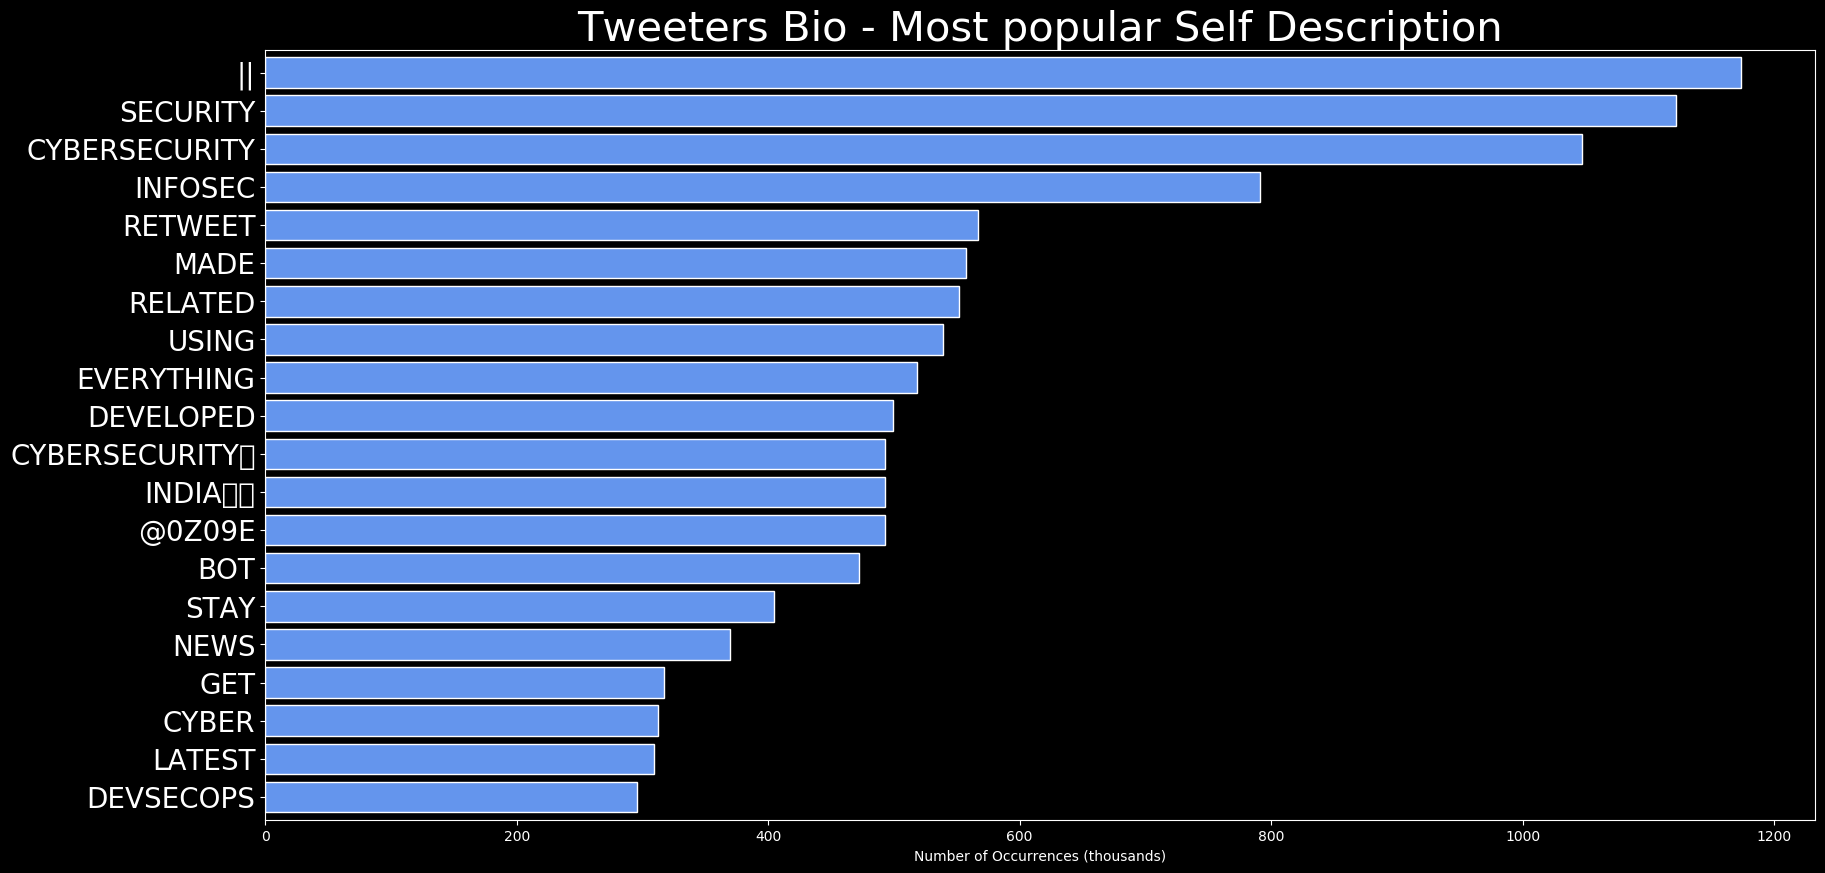 Tweeters Bio - Most popular Self Description
||
SECURITY
CYBERSECURITY
INFOSEC
RETWEET
MADE
RELATED
USING
EVERYTHING
DEVELOPED
CYBERSECURITY▯
INDIA▯▯
@0Z09E
BOT
STAY
NEWS
GET
CYBER
LATEST
DEVSECOPS
0 200 400 600 800 1000 1200
Number of Occurrences (thousands)